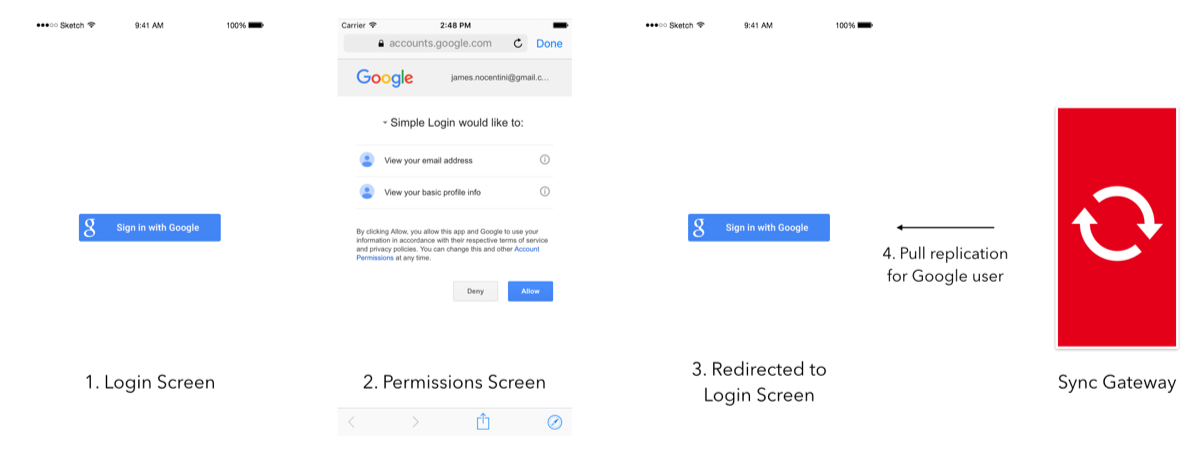 Sketch 9:41 AM 100%
Sign in with Google
1. Login Screen
Carrier 2:48 PM
accounts.google.com Done
Google james.nocentini@gmail.c...
Simple Login would like to:
View your email address
View your basic profile info
By clicking Allow, you allow this app and Google to use your
information in accordance with their respective terms of service
and privacy policies. You can change this and other Account
Permissions at any time.
Deny Allow
2. Permissions Screen
Sketch 9:41 AM 100%
g Sign in with Google
3. Redirected to
Login Screen
4. Pull replication
for Google user
Sync Gateway